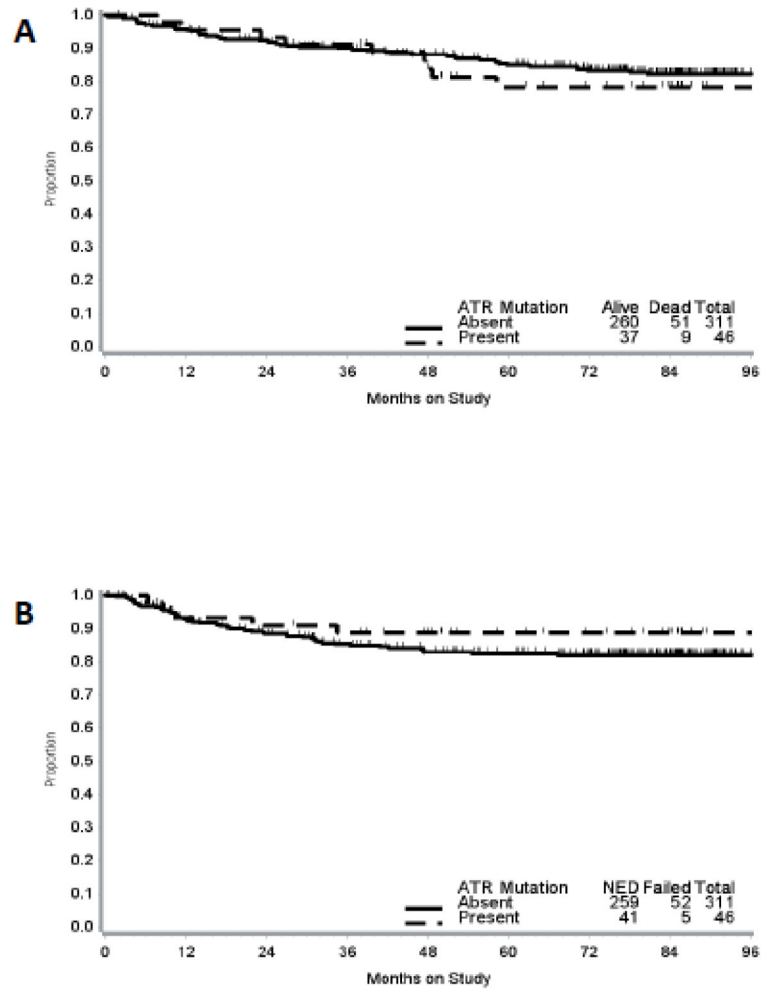 A
1.0
0.9
0.8
0.7
0.6
0.5
0.4
0.3
0.2
0.1
0.0
Proportion
ATR Mutation Alive Dead Total
Absent 260 51 311
Present 37 9 46
0 12 24 36 48 60 72 84 96
Months on Study
B
1.0
0.9
0.8
0.7
0.6
0.5
0.4
0.3
0.2
0.1
0.0
Proportion
ATR Mutation NED Failed Total
Absent 259 52 311
Present 41 5 46
0 12 24 36 48 60 72 84 96
Months on Study